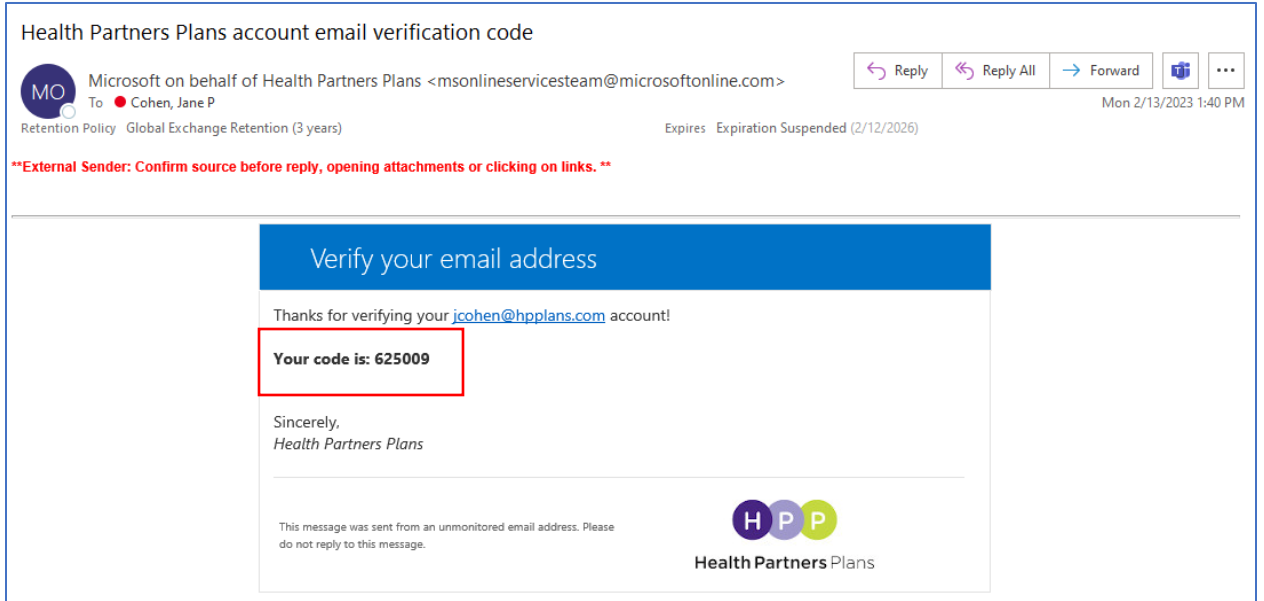 Health Partners Plans account email verification code
MO
Microsoft on behalf of Health Partners Plans <msonlineservicesteam@microsoftonline.com>
Reply
Reply All
Forward
...
To Cohen, Jane P
Mon 2/13/2023 1:40 PM
Retention Policy Global Exchange Retention (3 years)
Expires Expiration Suspended (2/12/2026)
**External Sender: Confirm source before reply, opening attachments or clicking on links. **
Verify your email address
Thanks for verifying your jcohen@hpplans.com account!
Your code is: 625009
Sincerely,
Health Partners Plans
This message was sent from an unmonitored email address. Please
do not reply to this message.
HPP
Health Partners Plans